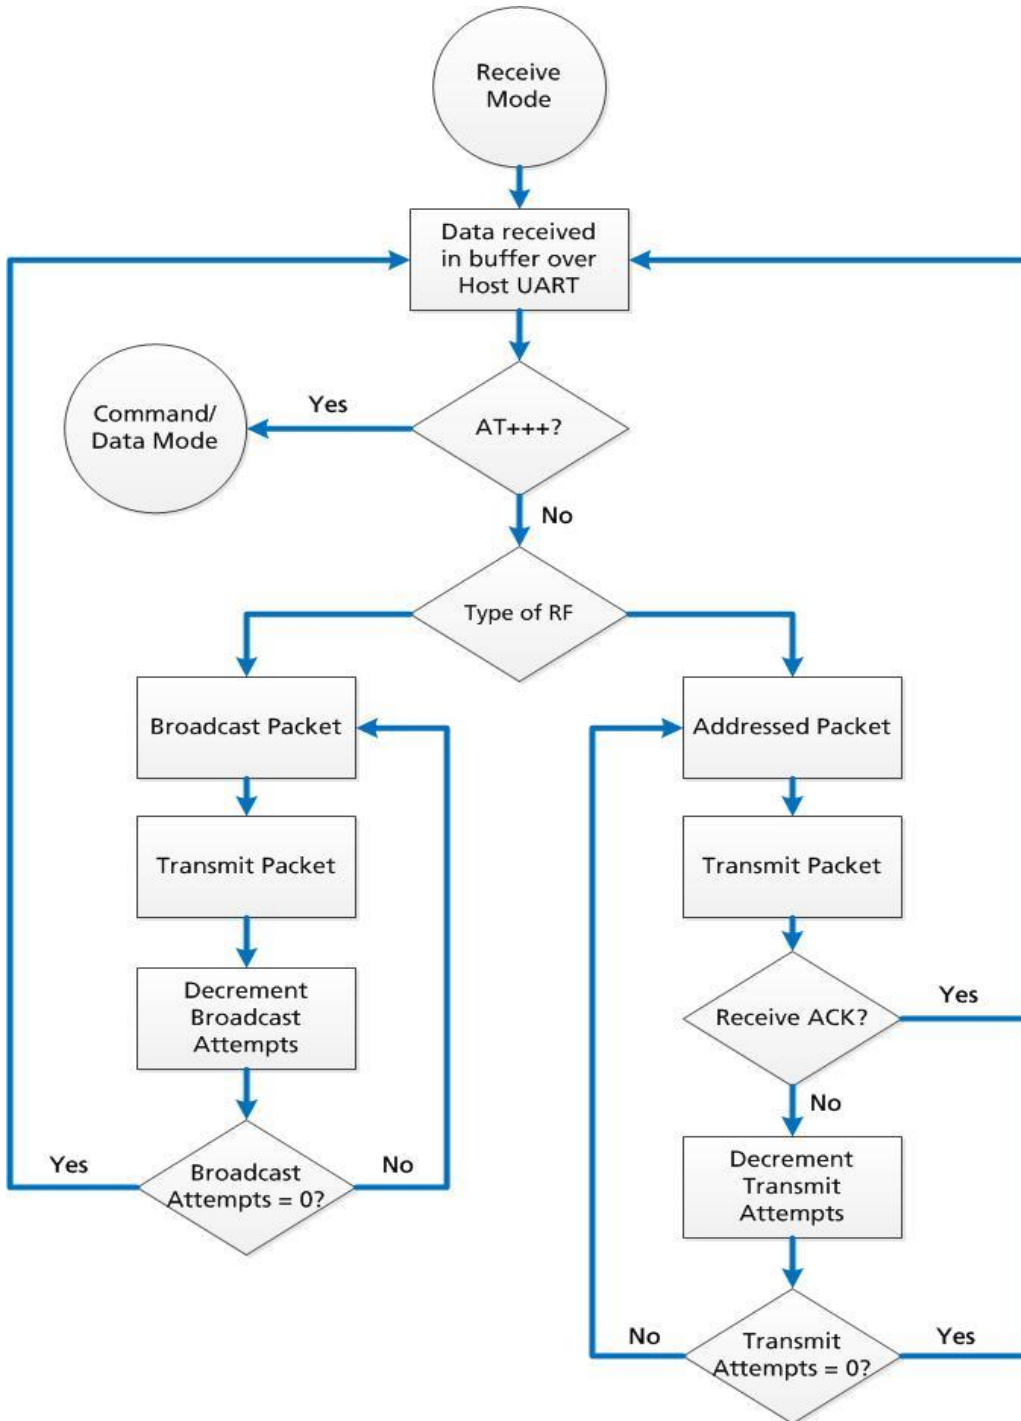 Receive
Mode
Data received
in buffer over
Host UART
Yes
Command/
Data Mode
AT+++?
No
Type of RF
Broadcast Packet
Addressed Packet
Transmit Packet
Transmit Packet
Decrement
Broadcast
Attempts
Receive ACK?
Yes
No
Yes
Broadcast
Attempts = 0?
No
Decrement
Transmit
Attempts
No
Transmit
Attempts = 0?
Yes